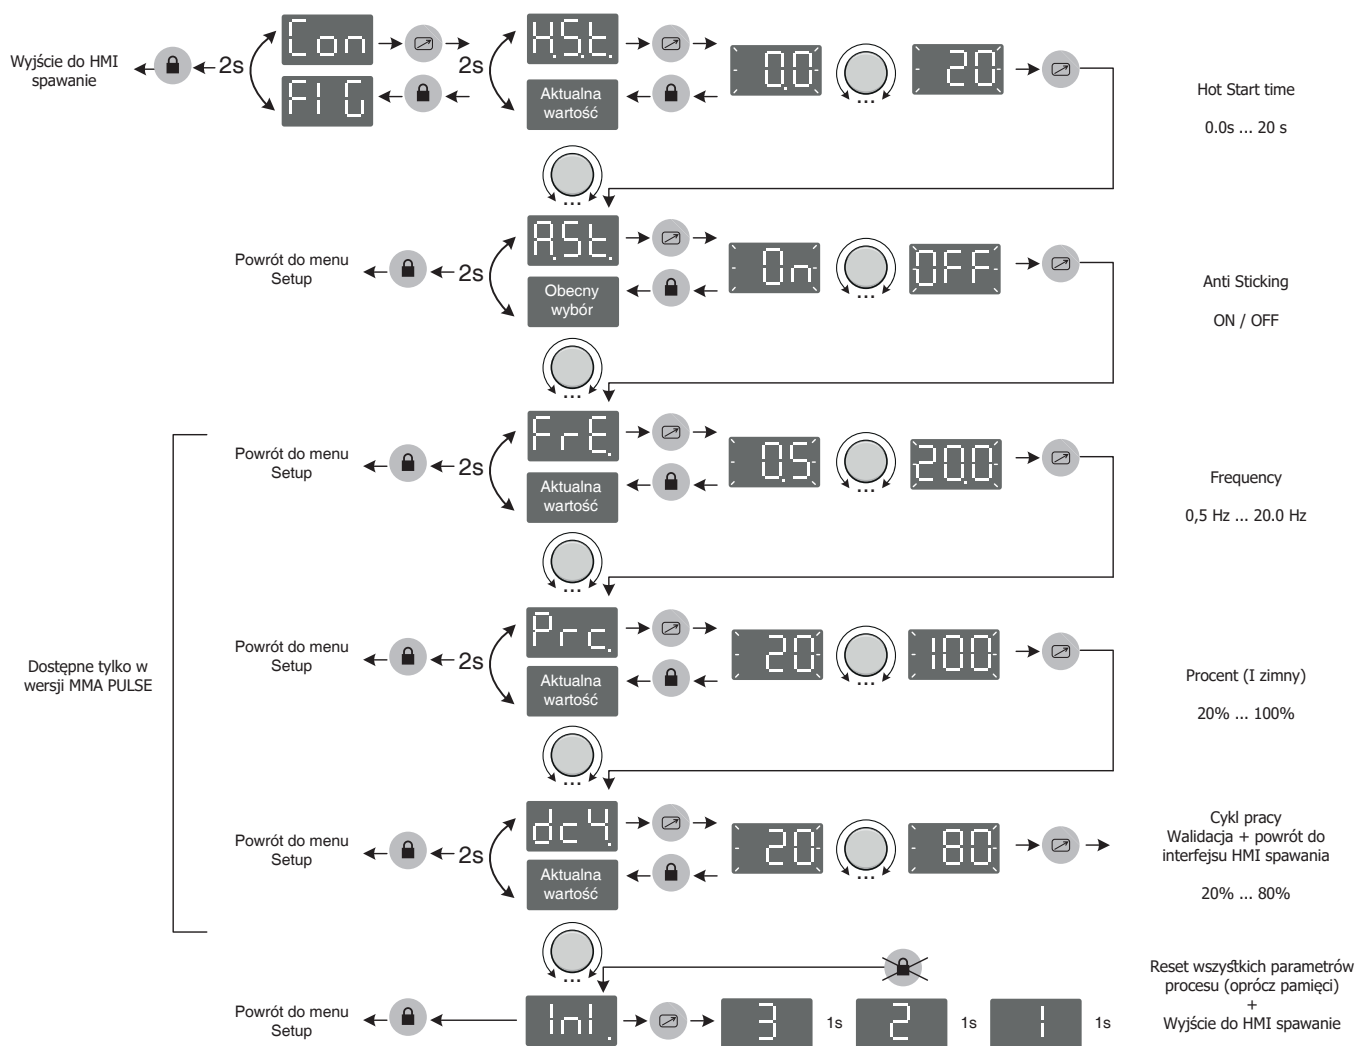 Wyjście do HMI
spawanie
2s
Con
FIG
2s
H.S.t.
Aktualna
wartość
0.0
...
20
Hot Start time
0.0s ... 20 s
...
Powrót do menu
Setup
2s
A.St.
Obecny
wybór
On
...
OFF
Anti Sticking
ON / OFF
...
Dostępne tylko w
wersji MMA PULSE
Powrót do menu
Setup
2s
FrE.
Aktualna
wartość
0.5
...
20.0
Frequency
0,5 Hz ... 20.0 Hz
...
Powrót do menu
Setup
2s
Prc.
Aktualna
wartość
20
...
100
Procent (I zimny)
20% ... 100%
...
Powrót do menu
Setup
2s
dcY.
Aktualna
wartość
20
...
80
Cykl pracy
Walidacja + powrót do
interfejsu HMI spawania
20% ... 80%
...
Powrót do menu
Setup
InI.
3
1s
2
1s
1
1s
Reset wszystkich parametrów
procesu (oprócz pamięci)
+
Wyjście do HMI spawanie